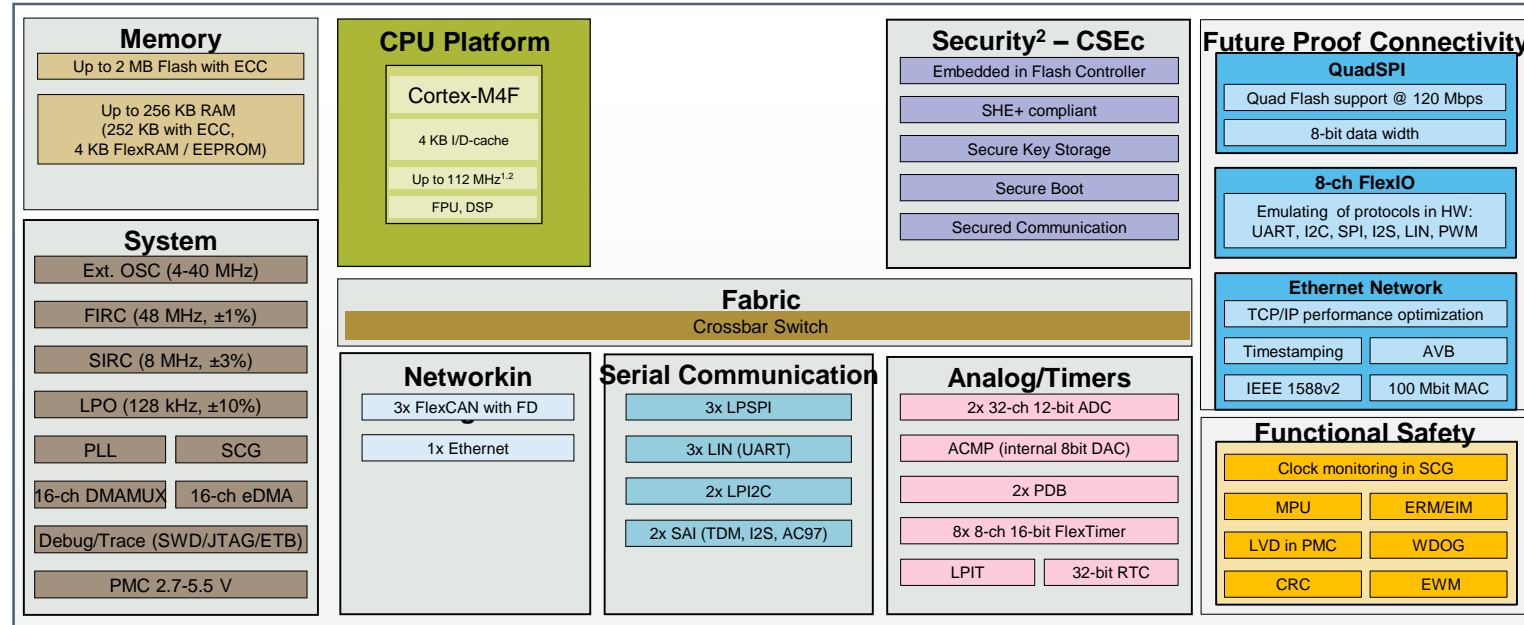 Memory
Up to 2 MB Flash with ECC
Up to 256 KB RAM
(252 KB with ECC,
4 KB FlexRAM / EEPROM)
System
Ext. OSC (4-40 MHz)
FIRC (48 MHz, ±1%)
SIRC (8 MHz, ±3%)
LPO (128 kHz, ±10%)
PLL
SCG
16-ch DMAMUX
16-ch eDMA
Debug/Trace (SWD/JTAG/ETB)
PMC 2.7-5.5 V
CPU Platform
Cortex-M4F
4 KB I/D-cache
Up to 112 MHz1.2
FPU, DSP
Security2 – CSEc
Embedded in Flash Controller
SHE+ compliant
Secure Key Storage
Secure Boot
Secured Communication
Fabric
Crossbar Switch
Networkin
g
3x FlexCAN with FD
1x Ethernet
Serial Communication
3x LPSPI
3x LIN (UART)
2x LPI2C
2x SAI (TDM, I2S, AC97)
Analog/Timers
2x 32-ch 12-bit ADC
ACMP (internal 8bit DAC)
2x PDB
8x 8-ch 16-bit FlexTimer
LPIT
32-bit RTC
Future Proof Connectivity
QuadSPI
Quad Flash support @ 120 Mbps
8-bit data width
8-ch FlexIO
Emulating of protocols in HW:
UART, I2C, SPI, I2S, LIN, PWM
Ethernet Network
TCP/IP performance optimization
Timestamping
AVB
IEEE 1588v2
100 Mbit MAC
Functional Safety
Clock monitoring in SCG
MPU
ERM/EIM
LVD in PMC
WDOG
CRC
EWM